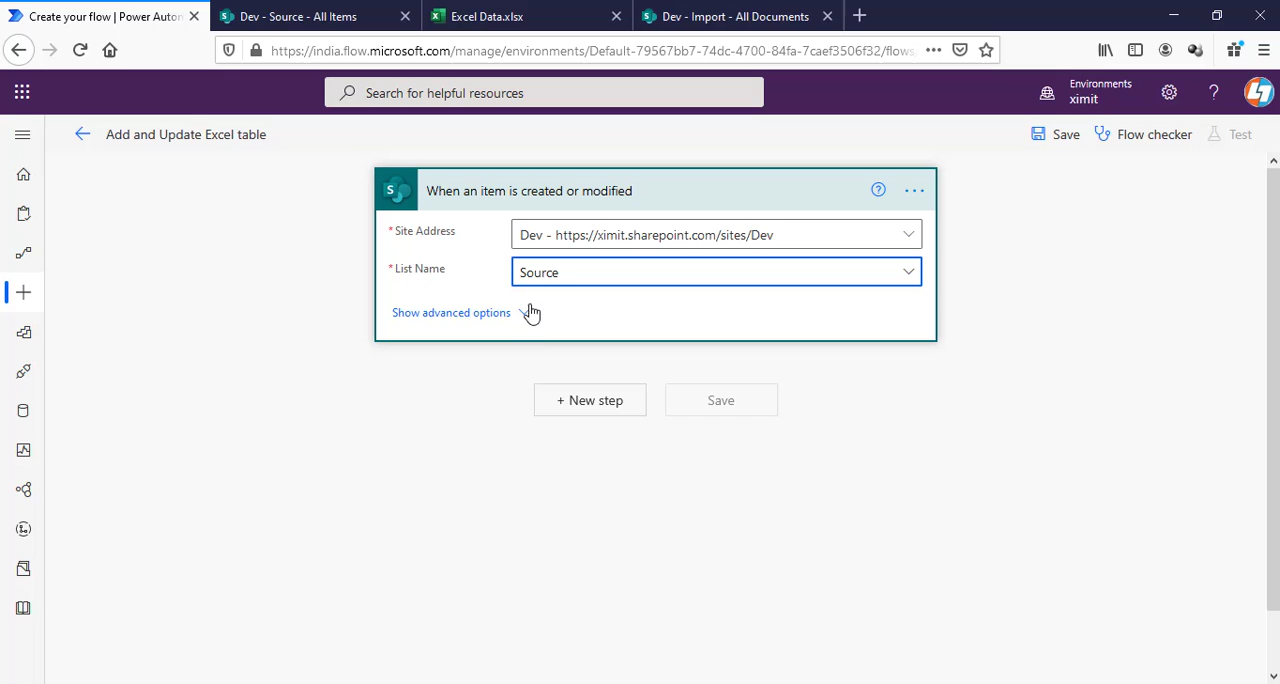 Create your flow | Power Autom
Dev - Source - All Items
Excel Data.xlsx
Dev - Import - All Documents
https://india.flow.microsoft.com/manage/environments/Default-79567bb7-74dc-4700-84fa-7caef3506f32/flows
Search for helpful resources
Environments
ximit
Add and Update Excel table
Save
Flow checker
Test
When an item is created or modified
* Site Address
Dev - https://ximit.sharepoint.com/sites/Dev
* List Name
Source
Show advanced options
+ New step
Save